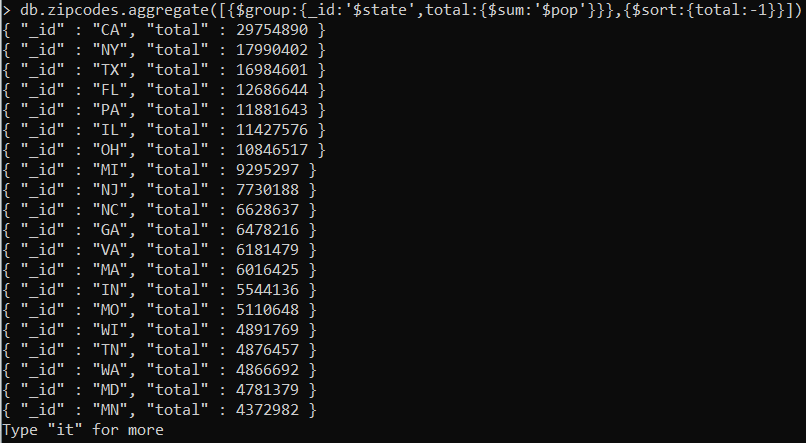 > db.zipcodes.aggregate([{$group:{_id:'$state',total:{$sum:'$pop'}}},{$sort:{total:-1}}])
{ "_id" : "CA", "total" : 29754890 }
{ "_id" : "NY", "total" : 17990402 }
{ "_id" : "TX", "total" : 16984601 }
{ "_id" : "FL", "total" : 12686644 }
{ "_id" : "PA", "total" : 11881643 }
{ "_id" : "IL", "total" : 11427576 }
{ "_id" : "OH", "total" : 10846517 }
{ "_id" : "MI", "total" : 9295297 }
{ "_id" : "NJ", "total" : 7730188 }
{ "_id" : "NC", "total" : 6628637 }
{ "_id" : "GA", "total" : 6478216 }
{ "_id" : "VA", "total" : 6181479 }
{ "_id" : "MA", "total" : 6016425 }
{ "_id" : "IN", "total" : 5544136 }
{ "_id" : "MO", "total" : 5110648 }
{ "_id" : "WI", "total" : 4891769 }
{ "_id" : "TN", "total" : 4876457 }
{ "_id" : "WA", "total" : 4866692 }
{ "_id" : "MD", "total" : 4781379 }
{ "_id" : "MN", "total" : 4372982 }
Type "it" for more